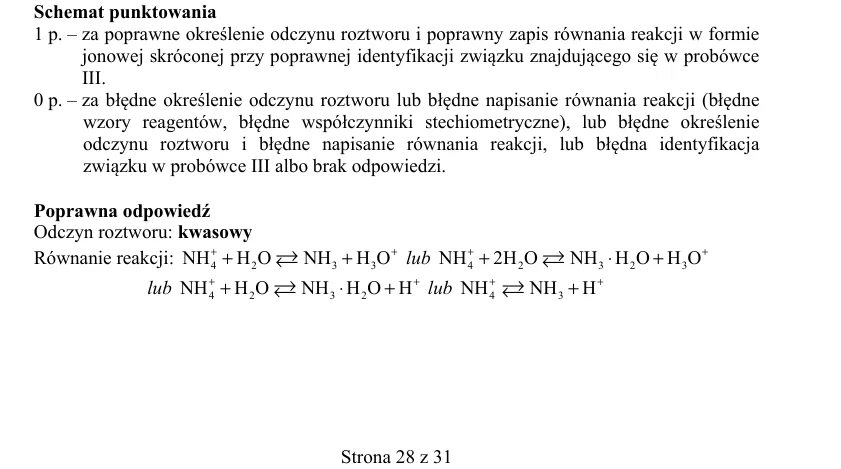 Schemat punktowania
1 p. – za poprawne określenie odczynu roztworu i poprawny zapis równania reakcji w formie
jonowej skróconej przy poprawnej identyfikacji związku znajdującego się w probówce
III.
0 p. – za błędne określenie odczynu roztworu lub błędne napisanie równania reakcji (błędne
wzory reagentów, błędne współczynniki stechiometryczne), lub błędne określenie
odczynu roztworu i błędne napisanie równania reakcji, lub błędna identyfikacja
związku w probówce III albo brak odpowiedzi.
Poprawna odpowiedź
Odczyn roztworu: kwasowy
Równanie reakcji: NH₄⁺ + H₂O ⇄ NH₃ + H₃O⁺ lub NH₄⁺ + 2H₂O ⇄ NH₃ · H₂O + H₃O⁺
lub NH₄⁺ + H₂O ⇄ NH₃ · H₂O + H⁺ lub NH₄⁺ ⇄ NH₃ + H⁺
Strona 28 z 31